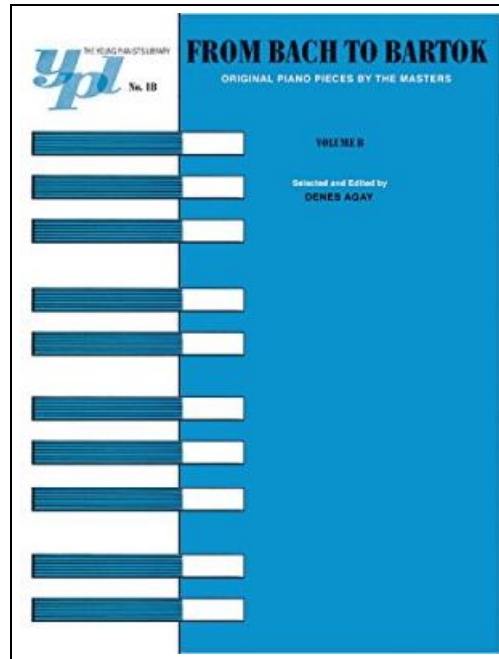 THE YOUNG PIANIST'S LIBRARY
ypl
No. 1B
FROM BACH TO BARTOK
ORIGINAL PIANO PIECES BY THE MASTERS
VOLUME B
Selected and Edited by
DENES AGAY